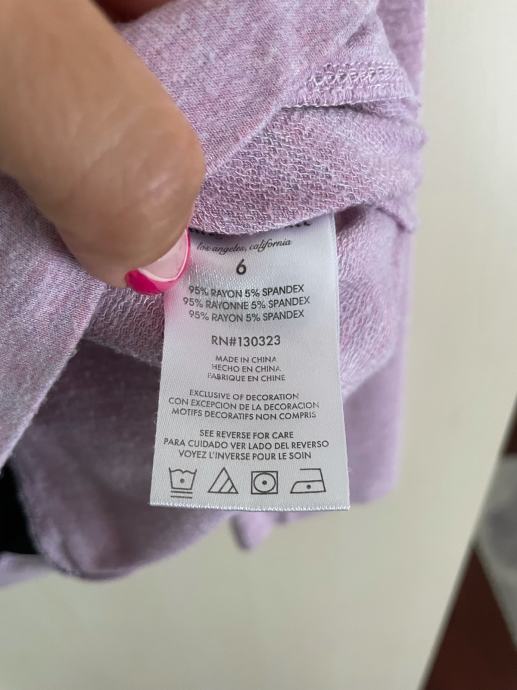 los angeles, california
6
95% RAYON 5% SPANDEX
95% RAYONNE 5% SPANDEX
95% RAYON 5% SPANDEX
RN#130323
MADE IN CHINA
HECHO EN CHINA
FABRIQUE EN CHINE
EXCLUSIVE OF DECORATION
CON EXCEPCIÓN DE LA DECORACION
MOTIFS DECORATIVES NON COMPRIS
SEE REVERSE FOR CARE
PARA CUIDADO VER LADO DEL REVERSO
VOYEZ L'INVERSE POUR LE SOIN